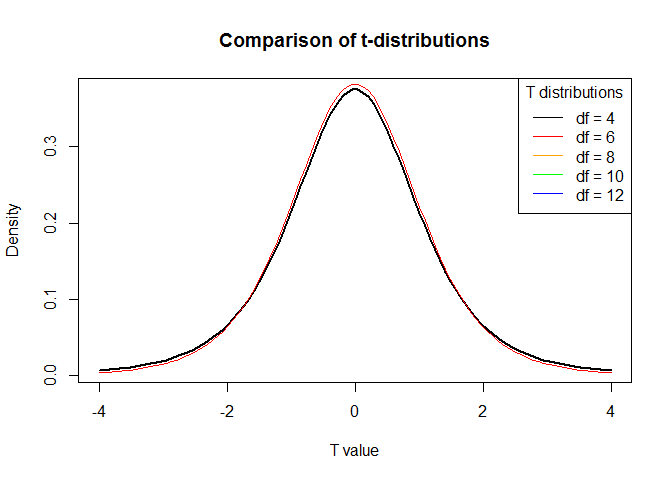 Comparison of t-distributions
T distributions
df = 4
df = 6
df = 8
df = 10
df = 12
Density
0.0
0.1
0.2
0.3
-4
-2
0
2
4
T value